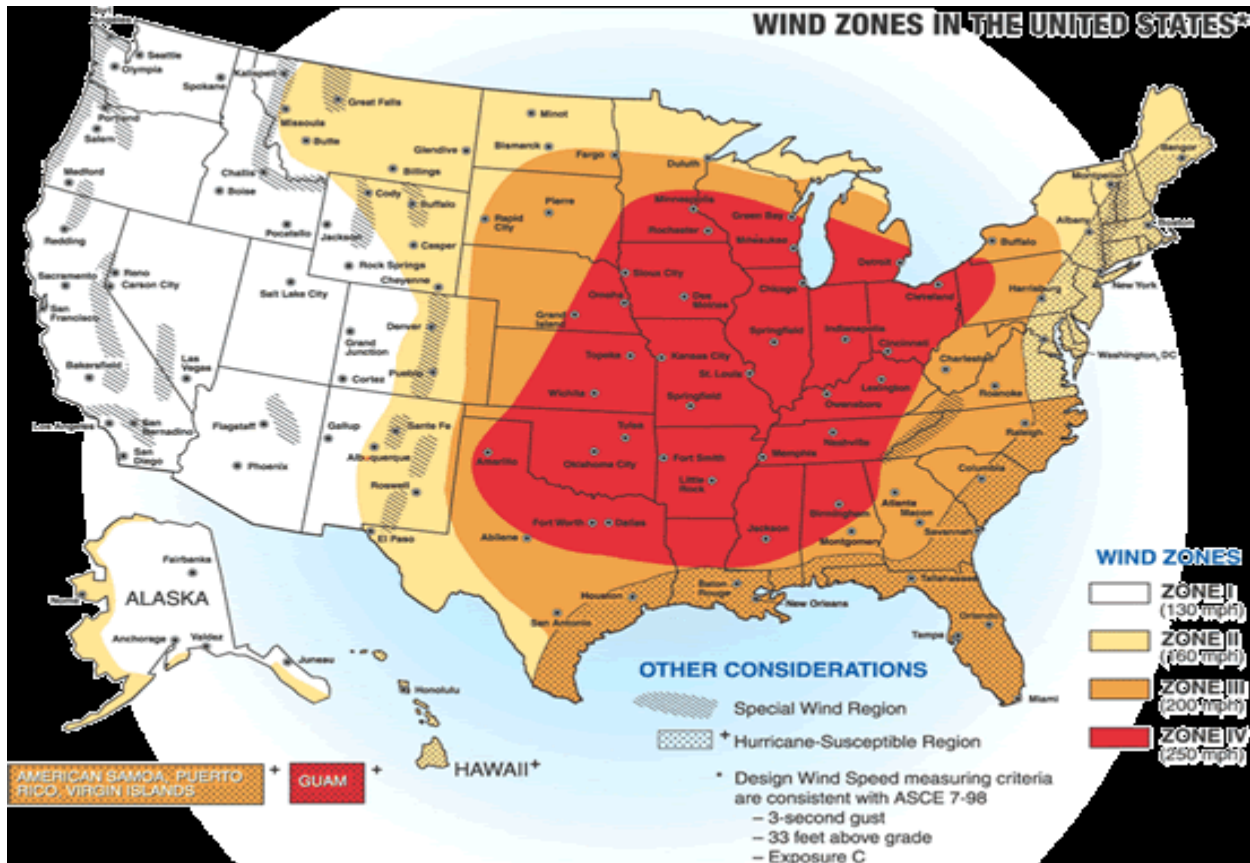 WIND ZONES IN THE UNITED STATES*
Seattle
Olympia
Spokane
Kalispell
Great Falls
Missoula
Butte
Portland
Salem
Medford
Challis
Boise
Pocatello
Billings
Glendive
Minot
Bismarck
Fargo
Duluth
Cody
Buffalo
Jackson
Casper
Rock Springs
Cheyenne
Rapid
City
Pierre
Minneapolis
Rochester
Green Bay
Milwaukee
Detroit
Chicago
Buffalo
Albany
Montpelier
Bangor
Boston
New York
Harrisburg
Washington, DC
Cleveland
Redding
Sacramento
San
Francisco
Reno
Carson City
Salt Lake City
Bakersfield
Las
Vegas
Los Angeles
San
Bernadino
San
Diego
Grand
Junction
Cortez
Denver
Pueblo
Flagstaff
Phoenix
Gallup
Sante Fe
Albuquerque
Roswell
El Paso
Sioux City
Omaha
Des
Moines
Grand
Island
Topeka
Kansas City
Wichita
Springfield
St. Louis
Springfield
Indianapolis
Cincinnati
Lexington
Owensboro
Charleston
Roanoke
Raleigh
Nashville
Memphis
Tulsa
Oklahoma City
Fort Smith
Little
Rock
Amarillo
Fort Worth
Dallas
Abilene
Jackson
Birmingham
Montgomery
Atlante
Macon
Columbia
Savannah
Tallahassee
Orlando
Tampa
Miami
Baton
Rouge
New Orleans
Houston
San Antonio
Fairbanks
Nome
ALASKA
Anchorage
Valdez
Juneau
Honolulu
HAWAII+
AMERICAN SAMOA, PUERTO
RICO, VIRGIN ISLANDS
+
GUAM
+
OTHER CONSIDERATIONS
Special Wind Region
+ Hurricane-Susceptible Region
* Design Wind Speed measuring criteria
are consistent with ASCE 7-98
– 3-second gust
– 33 feet above grade
– Exposure C
WIND ZONES
ZONE I
(130 mph)
ZONE II
(160 mph)
ZONE III
(200 mph)
ZONE IV
(250 mph)